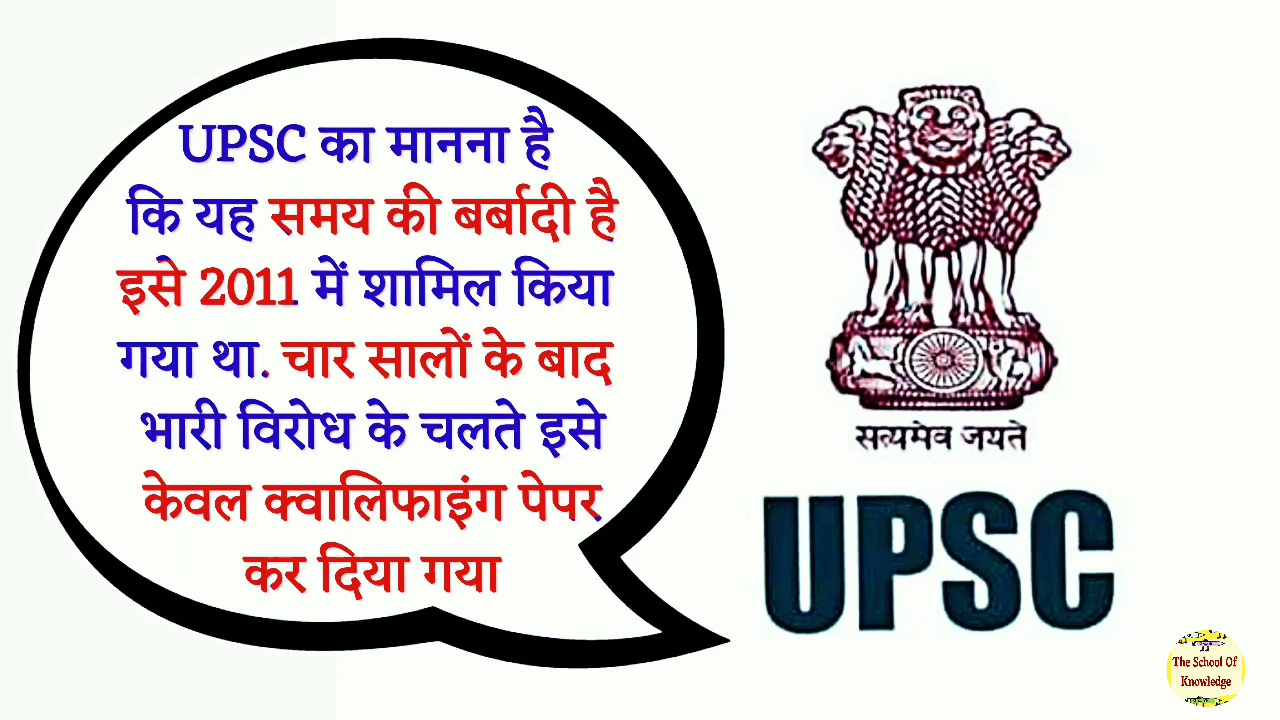 UPSC का मानना है
कि यह समय की बर्बादी है
इसे 2011 में शामिल किया
गया था. चार सालों के बाद
भारी विरोध के चलते इसे
केवल क्वालिफाइंग पेपर
कर दिया गया
सत्यमेव जयते
UPSC
The School Of
Knowledge